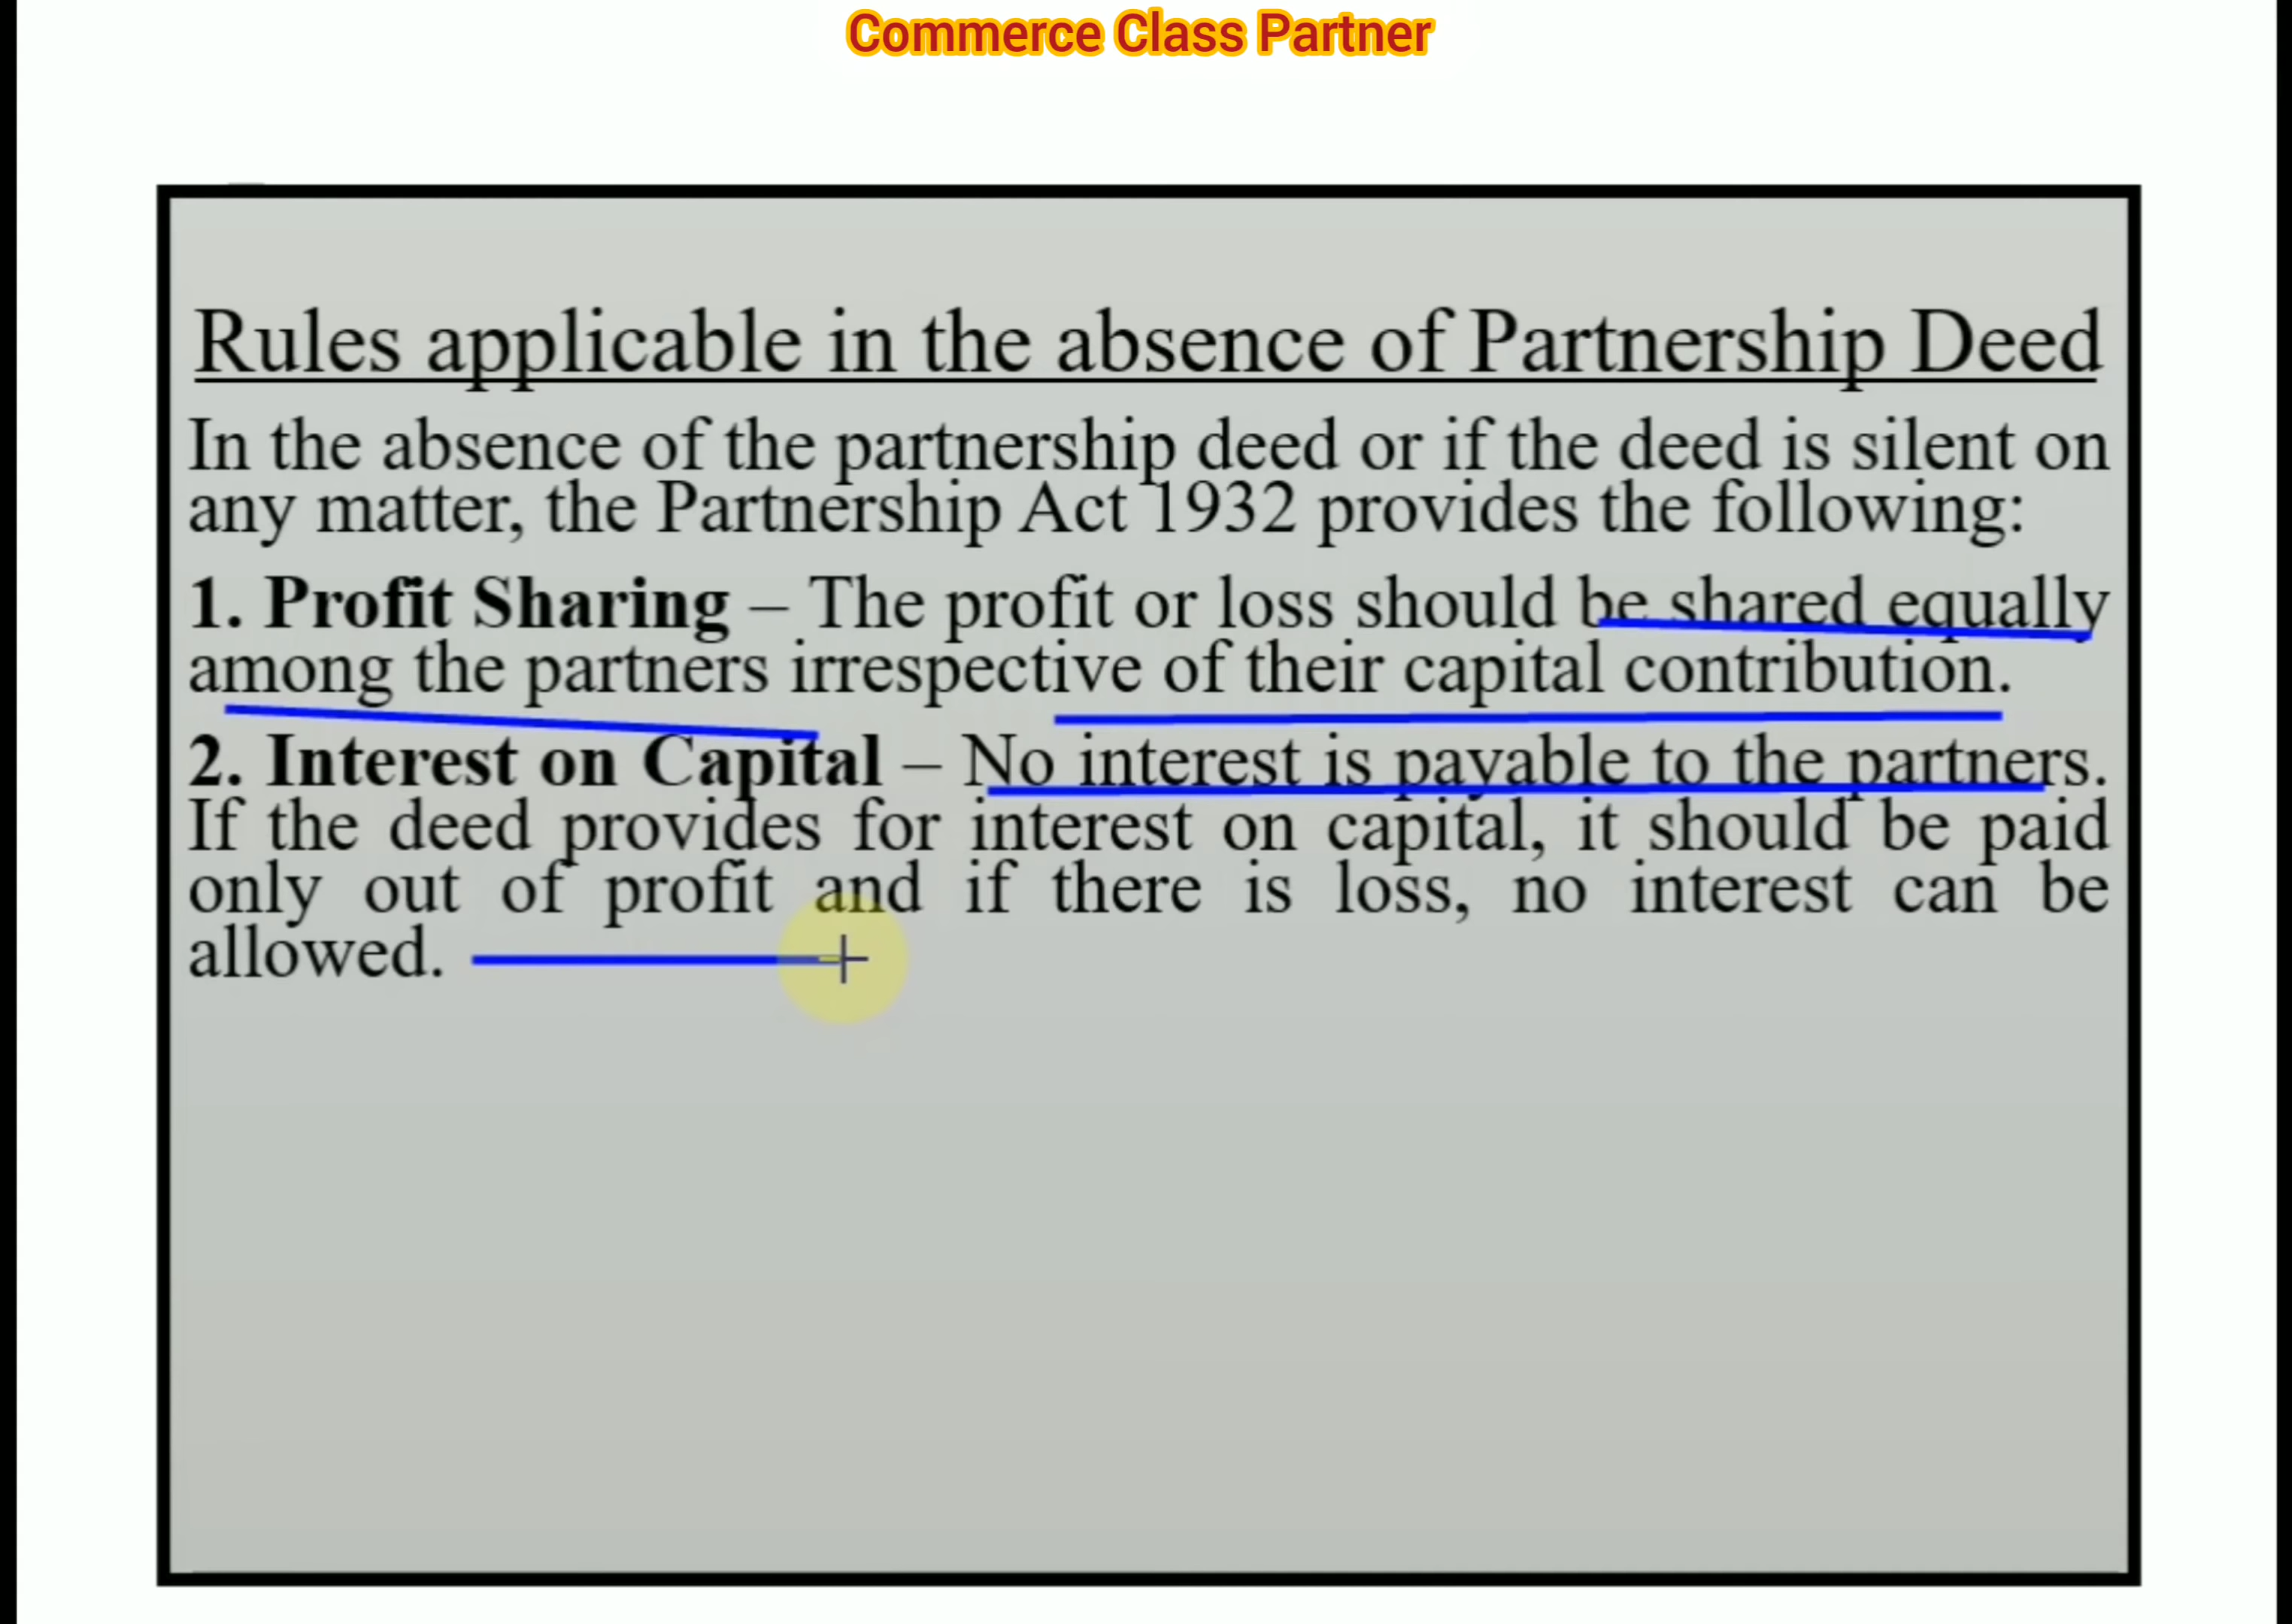 Commerce Class Partner
Rules applicable in the absence of Partnership Deed
In the absence of the partnership deed or if the deed is silent on
any matter, the Partnership Act 1932 provides the following:
1. Profit Sharing – The profit or loss should be shared equally
among the partners irrespective of their capital contribution.
2. Interest on Capital – No interest is payable to the partners.
If the deed provides for interest on capital, it should be paid
only out of profit and if there is loss, no interest can be
allowed.